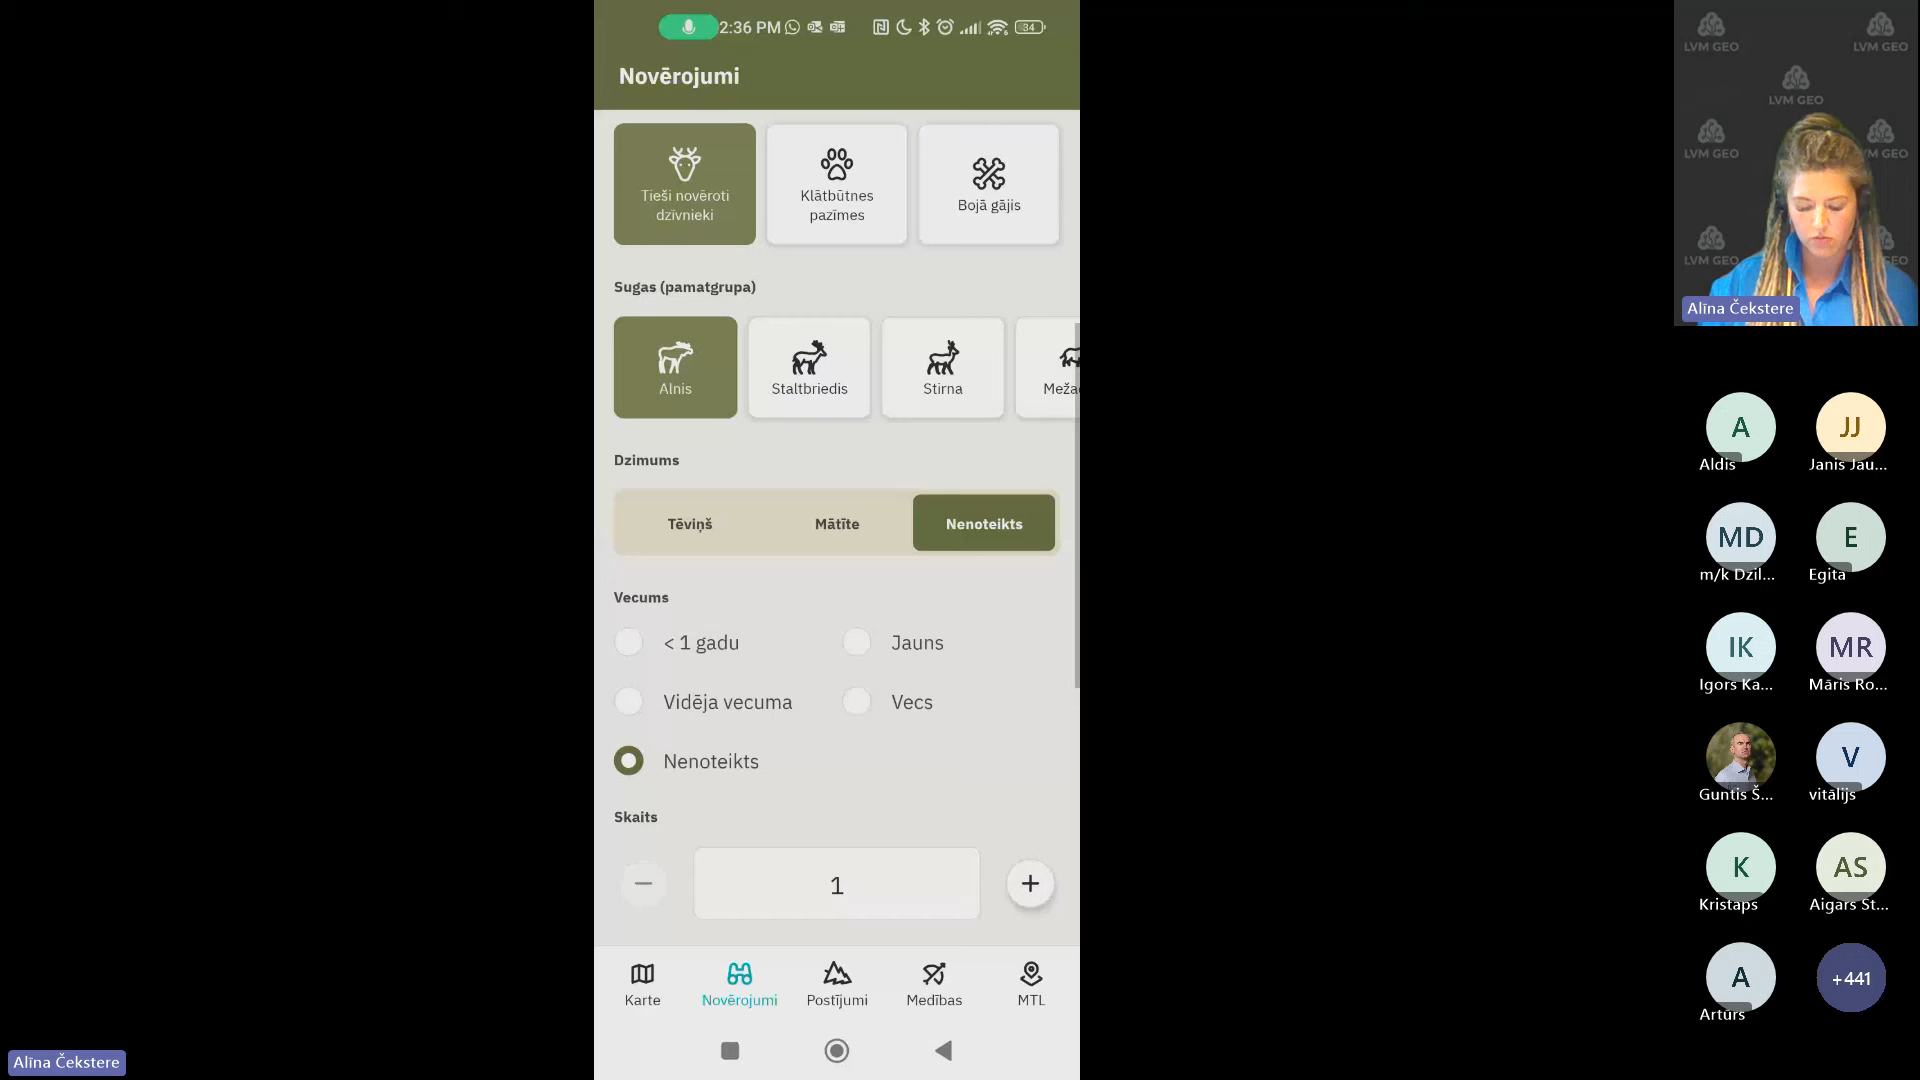 2:36 PM
34
Novērojumi
Tieši novēroti
dzīvnieki
Klātbūtnes
pazīmes
Bojā gājis
Sugas (pamatgrupa)
Alnis
Staltbriedis
Stirna
Dzimums
Tēviņš
Mātīte
Nenoteikts
Vecums
< 1 gadu
Jauns
Vidēja vecuma
Vecs
Nenoteikts
Skaits
1
Karte
Novērojumi
Postījumi
Medības
MTL
Alīna Čekstere
LVM GEO
LVM GEO
LVM GEO
LVM GEO
LVM GEO
Alīna Čekstere
A
Aldis
JJ
Janis Jau...
MD
m/k Dzil...
E
Egita
IK
Igors Ka...
MR
Māris Ro...
Guntis Š...
V
vitālijs
K
Kristaps
AS
Aigars St...
A
Artūrs
+441